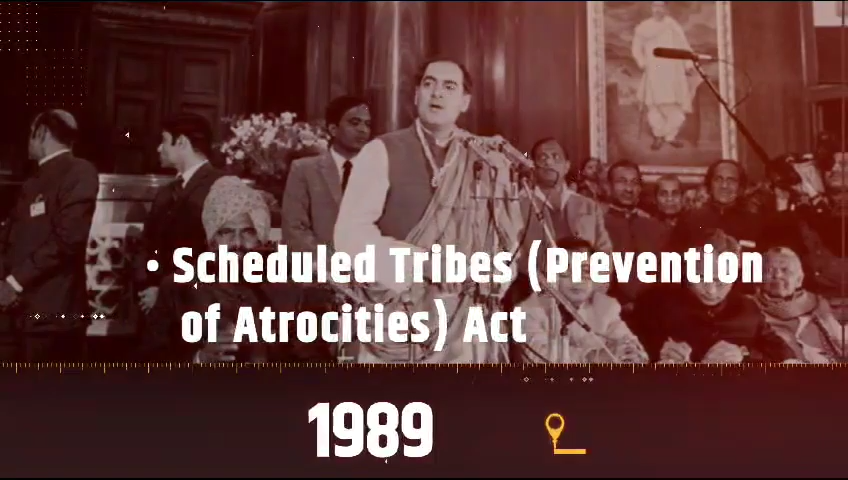 • Scheduled Tribes (Prevention
of Atrocities) Act
1989